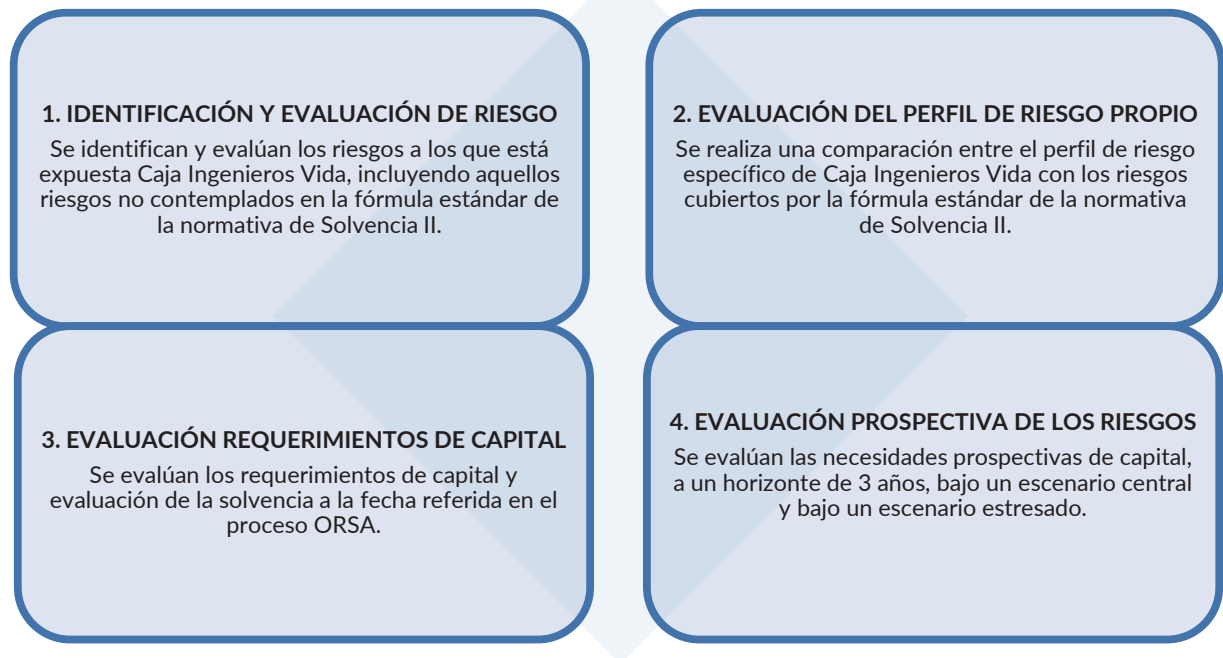 1. IDENTIFICACIÓN Y EVALUACIÓN DE RIESGO
Se identifican y evalúan los riesgos a los que está
expuesta Caja Ingenieros Vida, incluyendo aquellos
riesgos no contemplados en la fórmula estándar de
la normativa de Solvencia II.
2. EVALUACIÓN DEL PERFIL DE RIESGO PROPIO
Se realiza una comparación entre el perfil de riesgo
específico de Caja Ingenieros Vida con los riesgos
cubiertos por la fórmula estándar de la normativa
de Solvencia II.
3. EVALUACIÓN REQUERIMIENTOS DE CAPITAL
Se evalúan los requerimientos de capital y
evaluación de la solvencia a la fecha referida en el
proceso ORSA.
4. EVALUACIÓN PROSPECTIVA DE LOS RIESGOS
Se evalúan las necesidades prospectivas de capital,
a un horizonte de 3 años, bajo un escenario central
y bajo un escenario estresado.